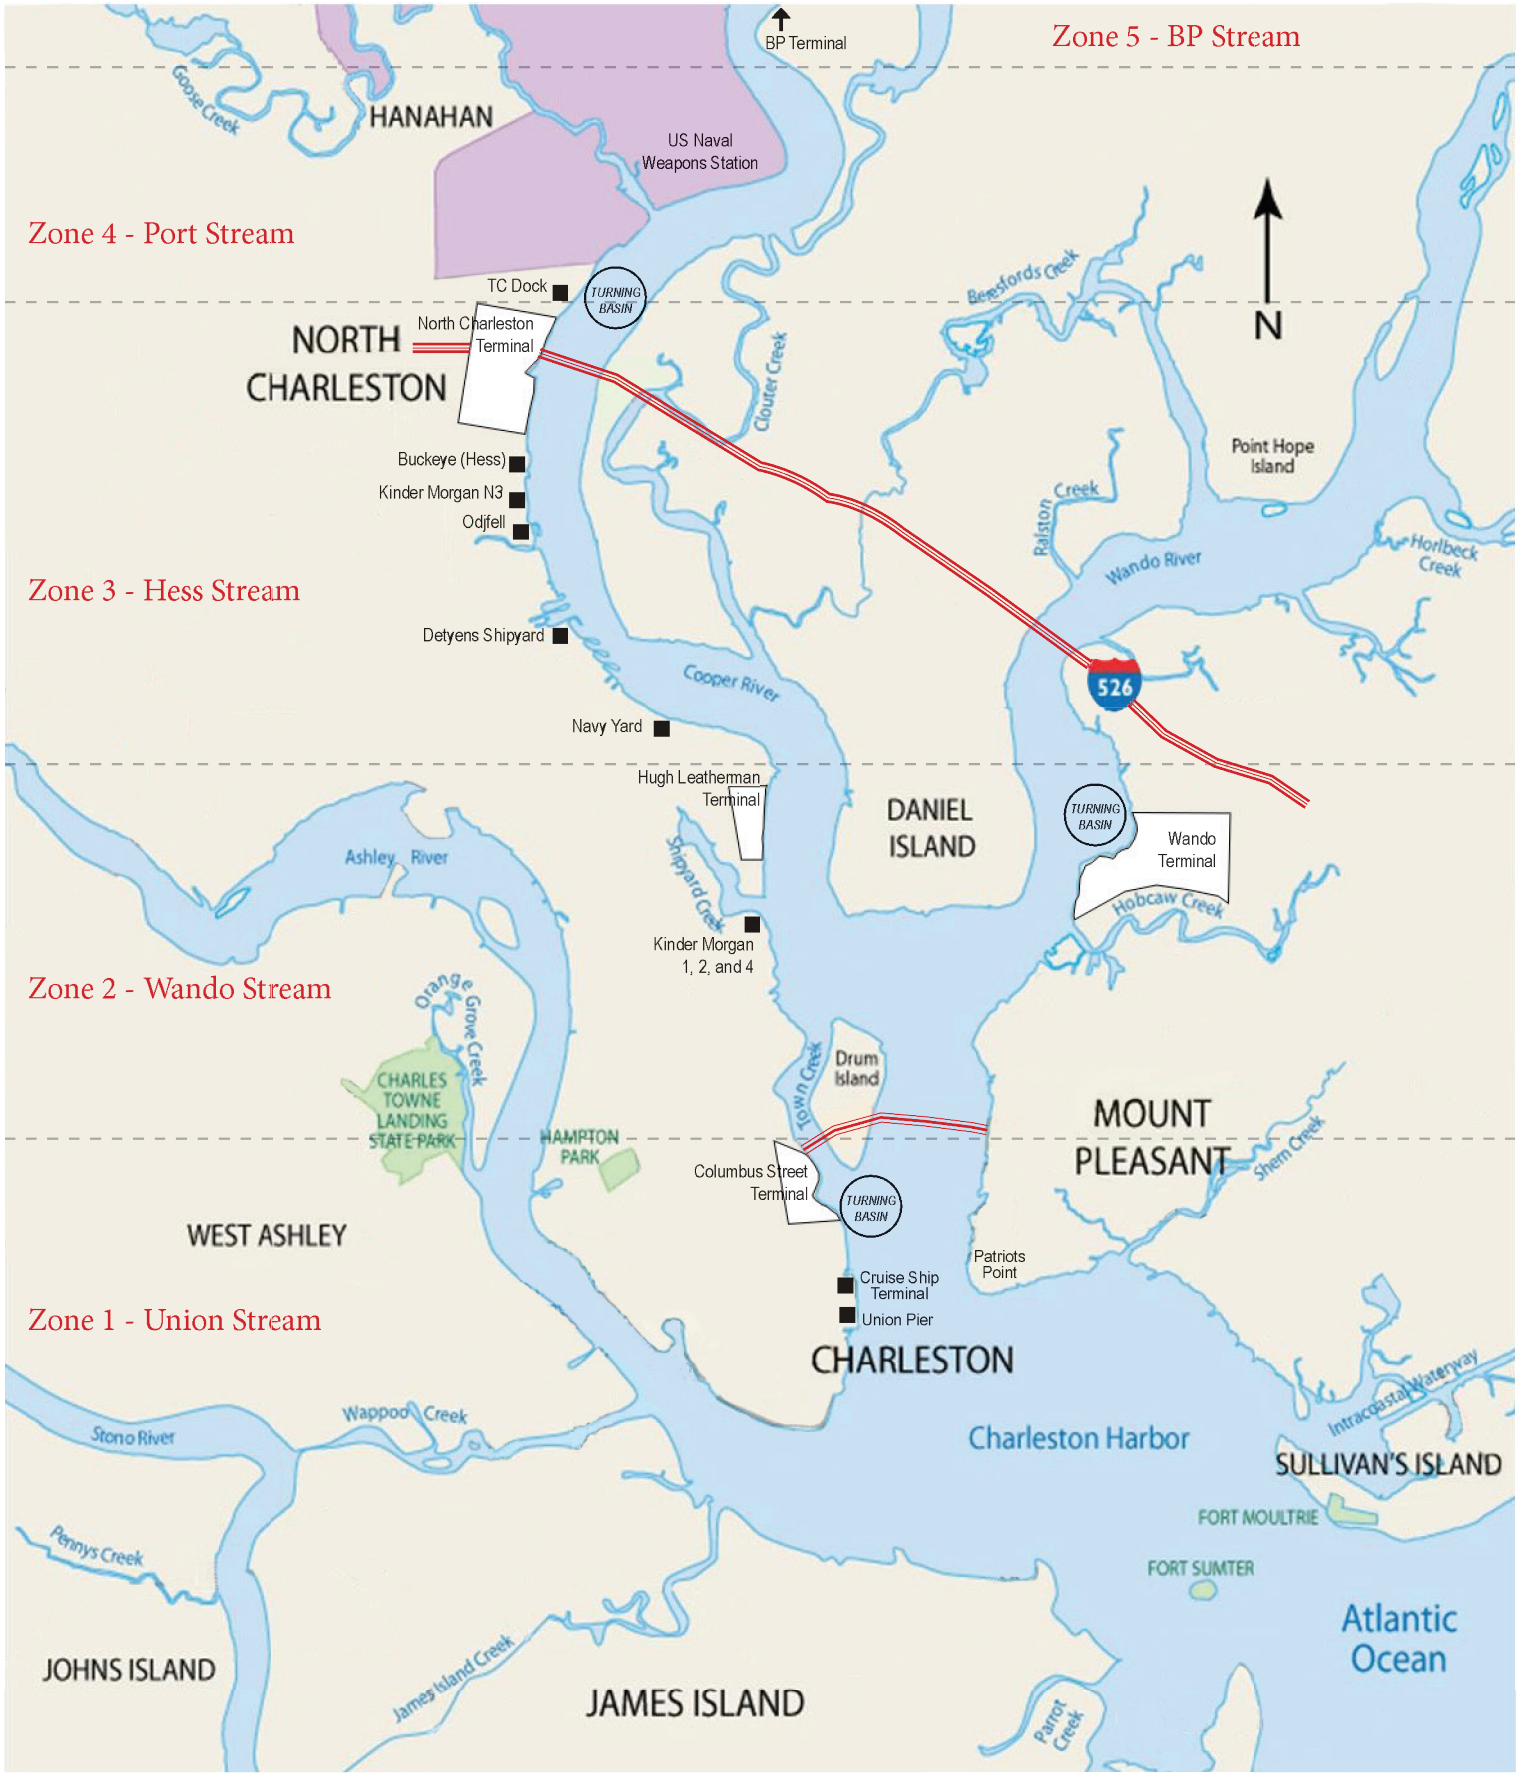 BP Terminal
Zone 5 - BP Stream
Goose Creek
HANAHAN
US Naval
Weapons Station
Zone 4 - Port Stream
TC Dock
TURNING
BASIN
Beresfords Creek
N
NORTH
CHARLESTON
North Charleston
Terminal
Clouter Creek
Point Hope
Island
Buckeye (Hess)
Kinder Morgan N3
Odjfell
Ralston
Creek
Wando River
Horlbeck
Creek
Zone 3 - Hess Stream
Detyens Shipyard
Cooper River
526
Navy Yard
Hugh Leatherman
Terminal
DANIEL
ISLAND
TURNING
BASIN
Wando
Terminal
Ashley River
Shipyard Creek
Hobcaw Creek
Kinder Morgan
1, 2, and 4
Zone 2 - Wando Stream
Orange Grove Creek
Town Creek
Drum
Island
CHARLES
TOWNE
LANDING
STATE PARK
HAMPTON
PARK
MOUNT
PLEASANT
Shem Creek
Columbus Street
Terminal
TURNING
BASIN
WEST ASHLEY
Patriots
Point
Cruise Ship
Terminal
Union Pier
Zone 1 - Union Stream
CHARLESTON
Intracoastal Waterway
Wappoo Creek
Stono River
Charleston Harbor
SULLIVAN'S ISLAND
FORT MOULTRIE
Pennys Creek
FORT SUMTER
Atlantic
Ocean
JOHNS ISLAND
James Island Creek
JAMES ISLAND
Parrot
Creek